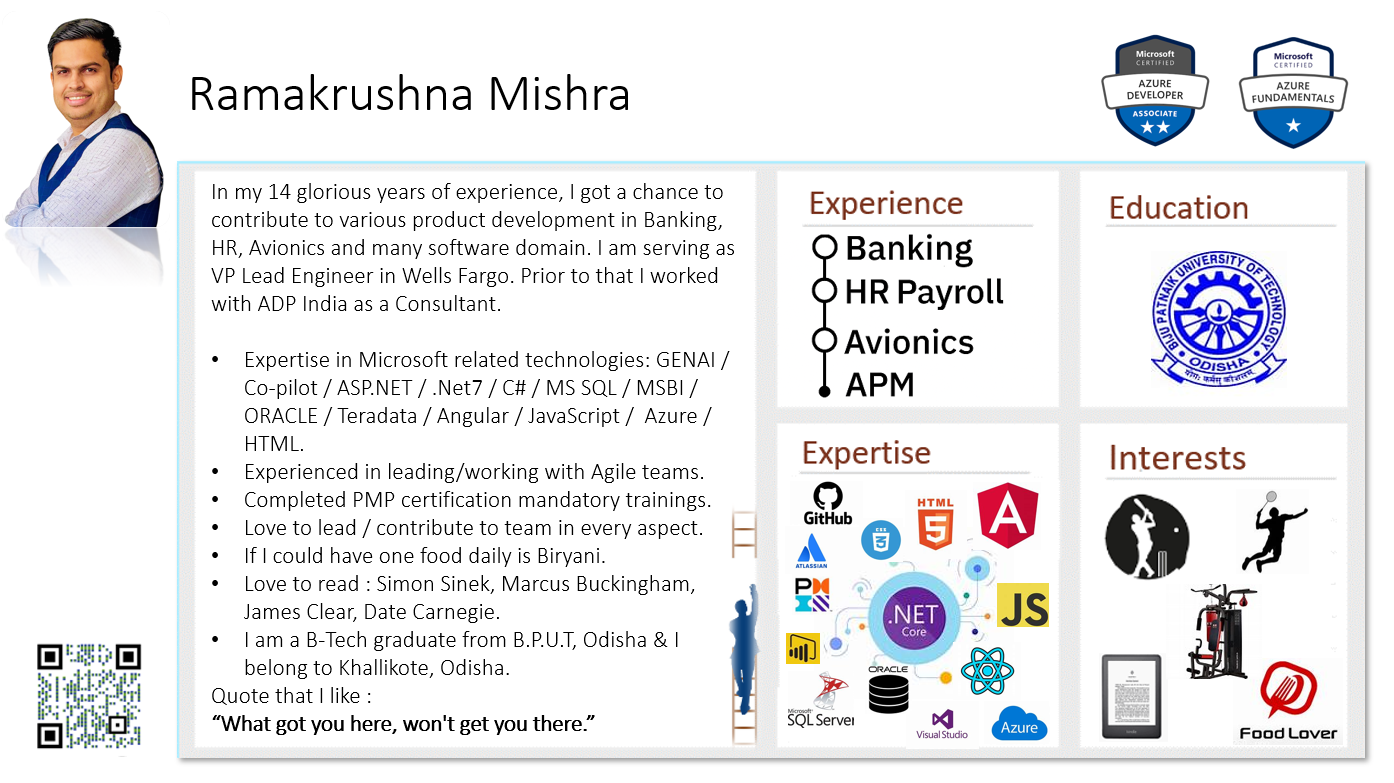 Ramakrushna Mishra
Microsoft
CERTIFIED
AZURE
DEVELOPER
ASSOCIATE
Microsoft
CERTIFIED
AZURE
FUNDAMENTALS
In my 14 glorious years of experience, I got a chance to
contribute to various product development in Banking,
HR, Avionics and many software domain. I am serving as
VP Lead Engineer in Wells Fargo. Prior to that I worked
with ADP India as a Consultant.
• Expertise in Microsoft related technologies: GENAI /
Co-pilot / ASP.NET / .Net7 / C# / MS SQL / MSBI /
ORACLE / Teradata / Angular / JavaScript / Azure /
HTML.
• Experienced in leading/working with Agile teams.
• Completed PMP certification mandatory trainings.
• Love to lead / contribute to team in every aspect.
• If I could have one food daily is Biryani.
• Love to read : Simon Sinek, Marcus Buckingham,
James Clear, Date Carnegie.
• I am a B-Tech graduate from B.P.U.T, Odisha & I
belong to Khallikote, Odisha.
Quote that I like :
“What got you here, won't get you there.”
Experience
Banking
HR Payroll
Avionics
APM
Education
BIJU PATNAIK UNIVERSITY OF TECHNOLOGY
ODISHA
योगः कर्मसु कौशलम्
Expertise
GitHub
HTML
5
A
CSS
3
ATLASSIAN
PM
.NET
Core
JS
ORACLE
Microsoft
SQL Server
Visual Studio
Azure
Interests
Food Lover